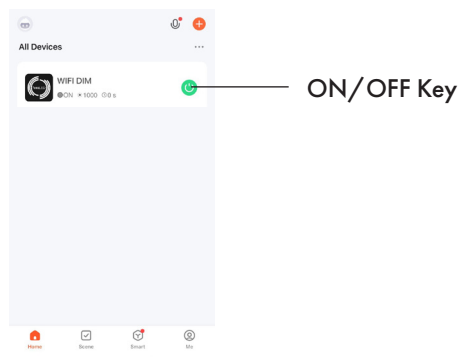 All Devices
WIFI DIM
ON 1000 0 s
ON/OFF Key
Home Scene Smart Me